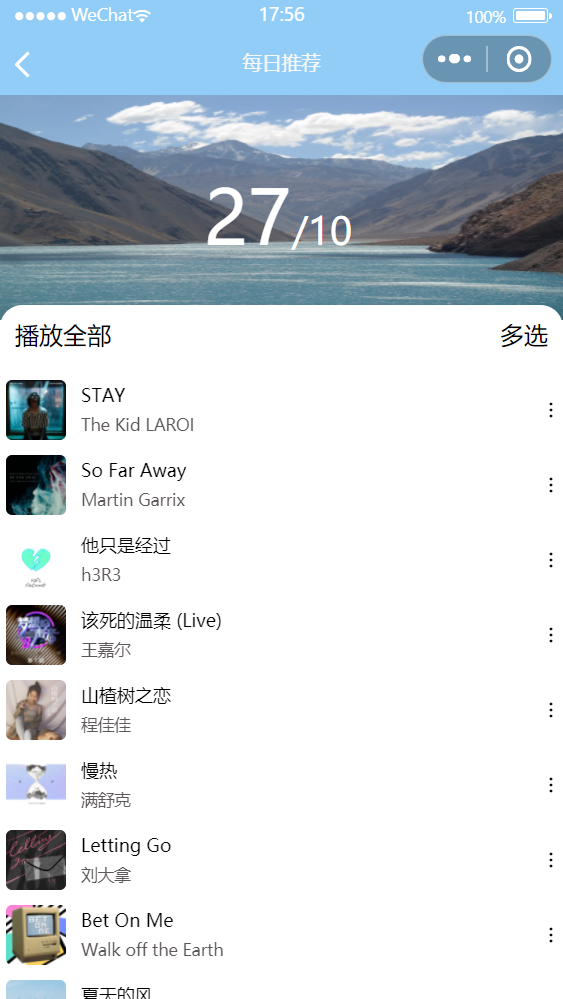 WeChat
17:56
100%
每日推荐
27/10
播放全部
多选
STAY
The Kid LAROI
So Far Away
Martin Garrix
他只是经过
h3R3
该死的温柔 (Live)
王嘉尔
山楂树之恋
程佳佳
慢热
满舒克
Letting Go
刘大拿
Bet On Me
Walk off the Earth
夏天的风